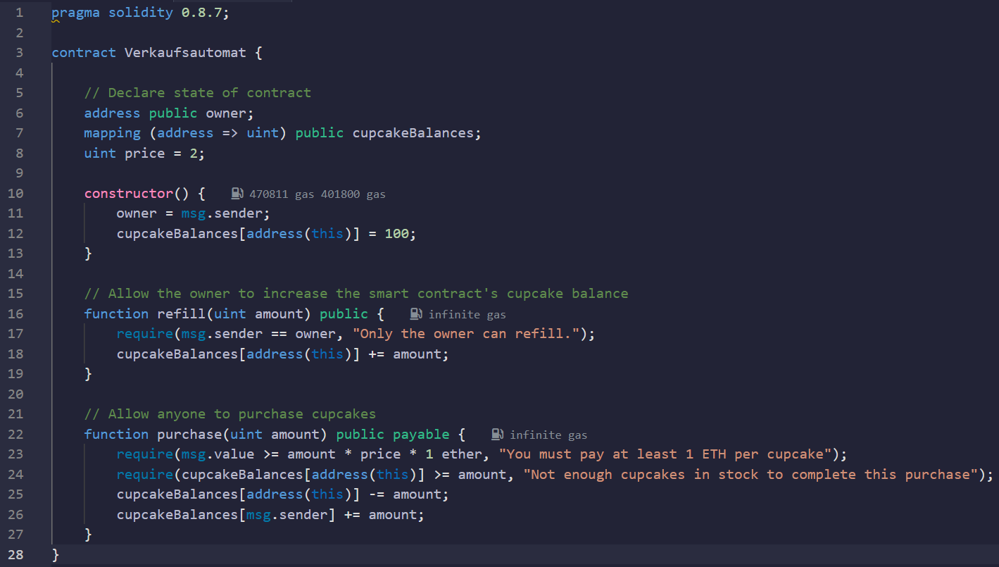 1 pragma solidity 0.8.7;
2
3 contract Verkaufsautomat {
4
5     // Declare state of contract
6     address public owner;
7     mapping (address => uint) public cupcakeBalances;
8     uint price = 2;
9
10     constructor() { 470811 gas 401800 gas
11         owner = msg.sender;
12         cupcakeBalances[address(this)] = 100;
13     }
14
15     // Allow the owner to increase the smart contract's cupcake balance
16     function refill(uint amount) public { infinite gas
17         require(msg.sender == owner, "Only the owner can refill.");
18         cupcakeBalances[address(this)] += amount;
19     }
20
21     // Allow anyone to purchase cupcakes
22     function purchase(uint amount) public payable { infinite gas
23         require(msg.value >= amount * price * 1 ether, "You must pay at least 1 ETH per cupcake");
24         require(cupcakeBalances[address(this)] >= amount, "Not enough cupcakes in stock to complete this purchase");
25         cupcakeBalances[address(this)] -= amount;
26         cupcakeBalances[msg.sender] += amount;
27     }
28 }